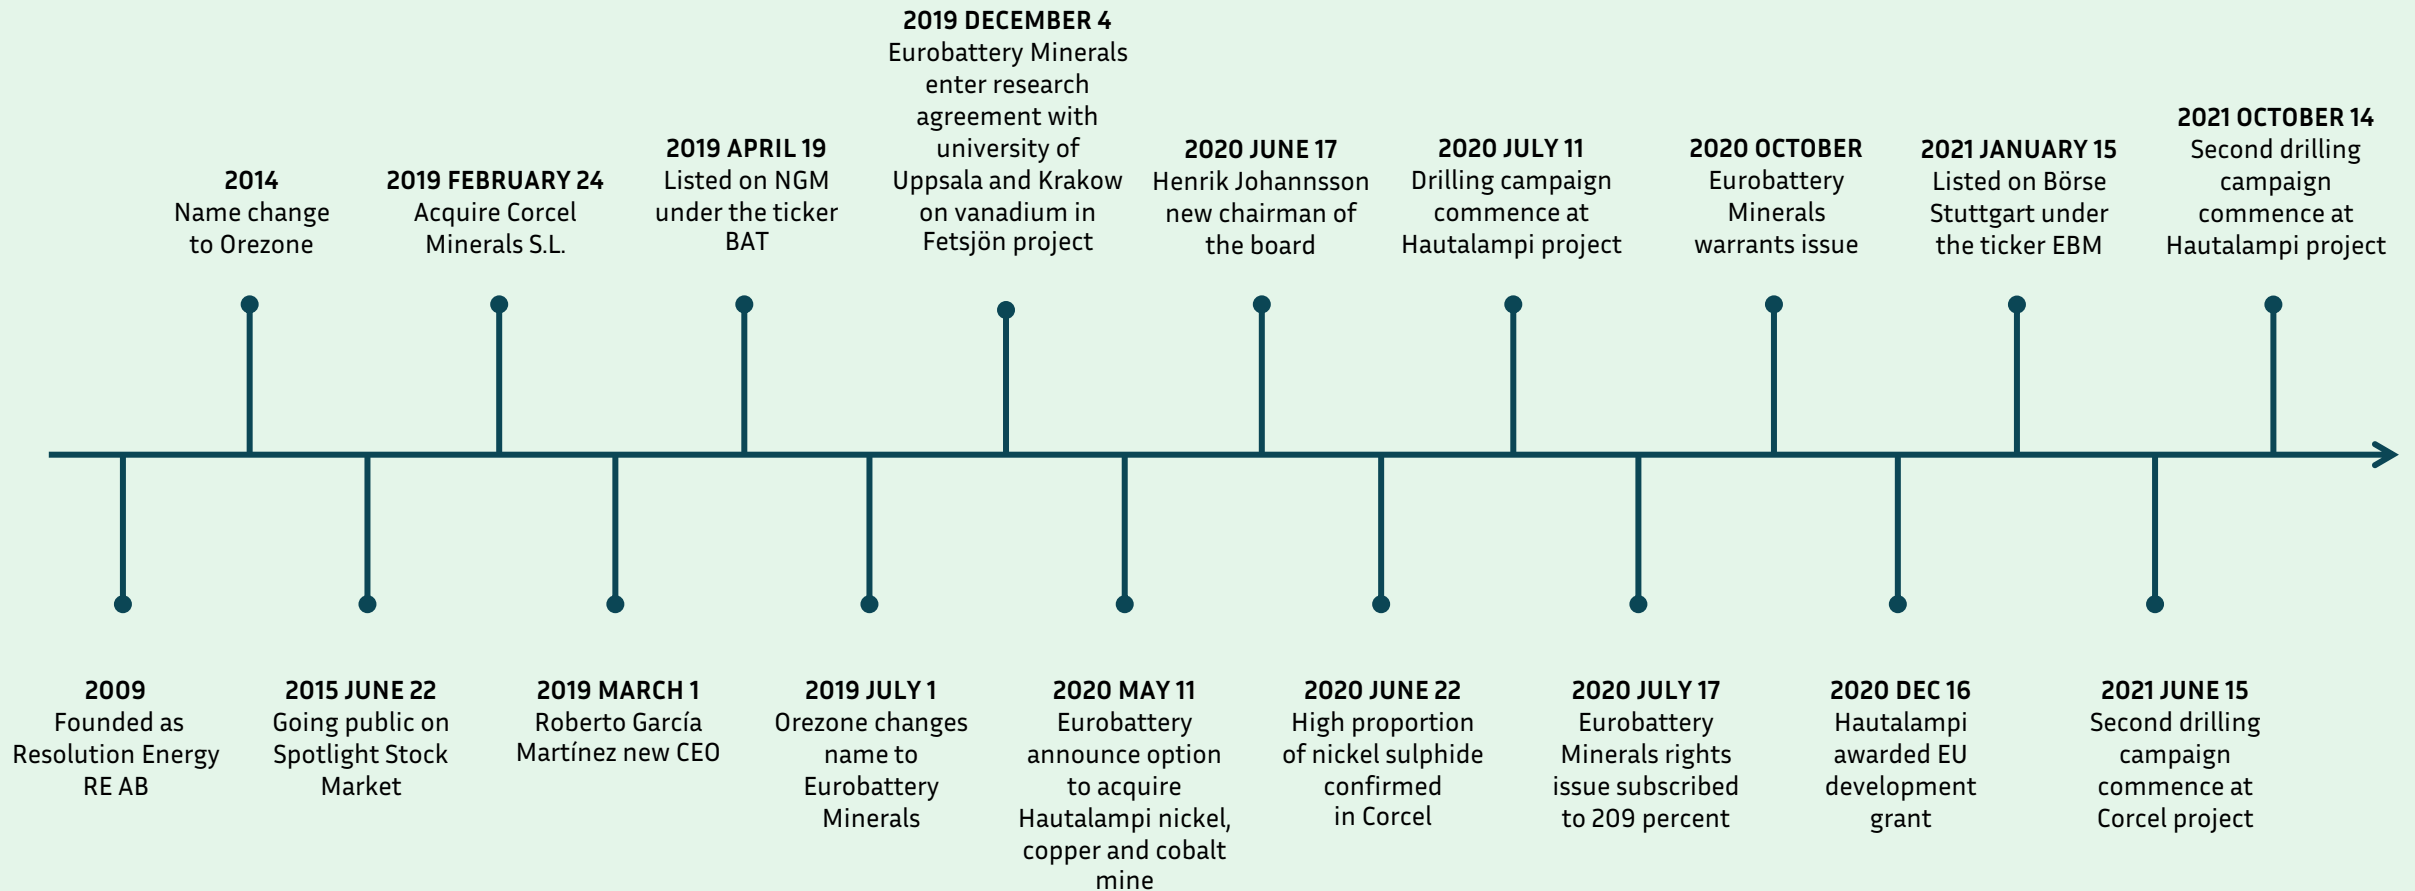 2019 DECEMBER 4
Eurobattery Minerals
enter research
agreement with
university of
Uppsala and Krakow
on vanadium in
Fetsjön project
2014
Name change
to Orezone
2019 FEBRUARY 24
Acquire Corcel
Minerals S.L.
2019 APRIL 19
Listed on NGM
under the ticker
BAT
2020 JUNE 17
Henrik Johannsson
new chairman of
the board
2020 JULY 11
Drilling campaign
commence at
Hautalampi project
2020 OCTOBER
Eurobattery
Minerals
warrants issue
2021 JANUARY 15
Listed on Börse
Stuttgart under
the ticker EBM
2021 OCTOBER 14
Second drilling
campaign
commence at
Hautalampi project
2009
Founded as
Resolution Energy
RE AB
2015 JUNE 22
Going public on
Spotlight Stock
Market
2019 MARCH 1
Roberto García
Martínez new CEO
2019 JULY 1
Orezone changes
name to
Eurobattery
Minerals
2020 MAY 11
Eurobattery
announce option
to acquire
Hautalampi nickel,
copper and cobalt
mine
2020 JUNE 22
High proportion
of nickel sulphide
confirmed
in Corcel
2020 JULY 17
Eurobattery
Minerals rights
issue subscribed
to 209 percent
2020 DEC 16
Hautalampi
awarded EU
development
grant
2021 JUNE 15
Second drilling
campaign
commence at
Corcel project